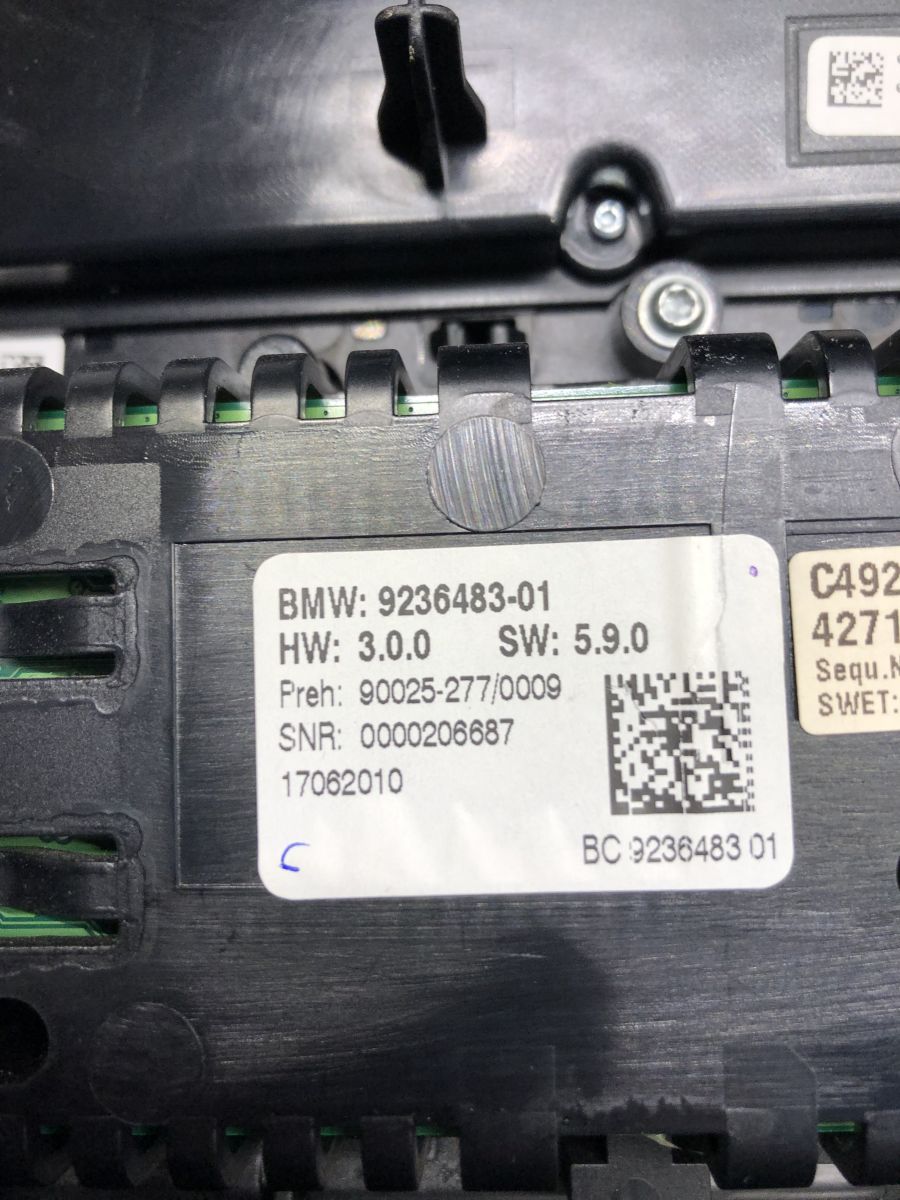 BMW: 9236483-01
HW: 3.0.0 SW: 5.9.0
Preh: 90025-277/0009
SNR: 0000206687
17062010
BC 9236483 01
C492
4271
Sequ.N
SWET: